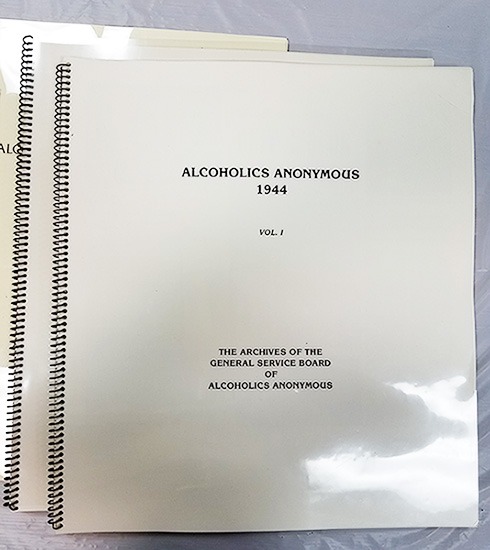 ALCOHOLICS ANONYMOUS
1944
VOL. I
THE ARCHIVES OF THE
GENERAL SERVICE BOARD
OF
ALCOHOLICS ANONYMOUS